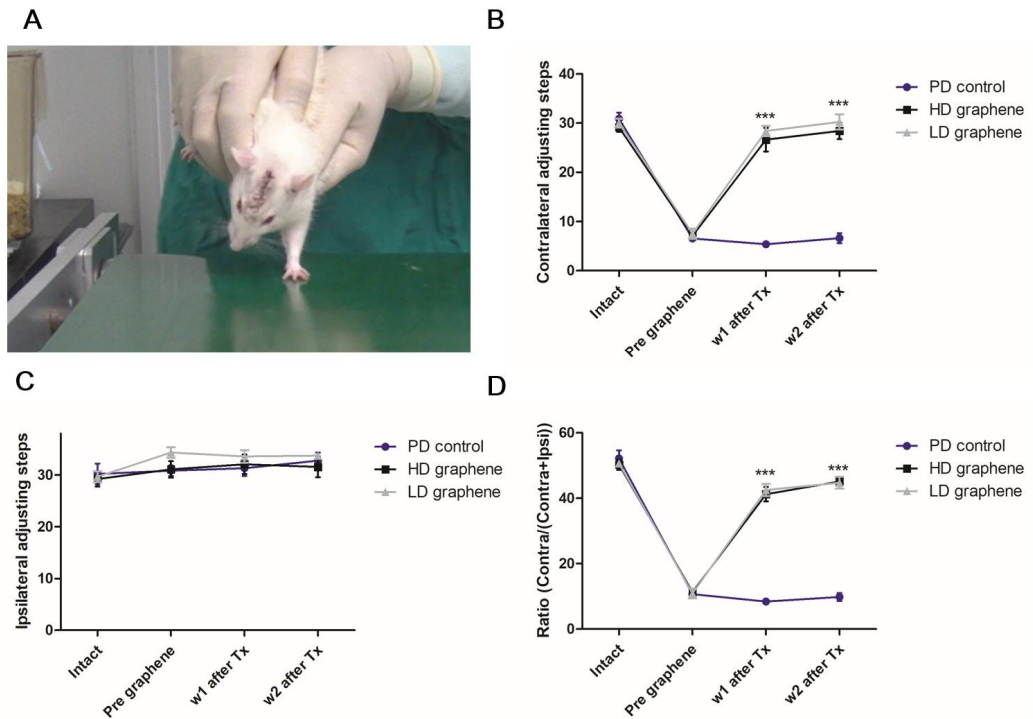 A
B
Contralateral adjusting steps
40
30
20
10
0
Intact
Pre graphene
w1 after Tx
w2 after Tx
***
***
PD control
HD graphene
LD graphene
C
Ipsilateral adjusting steps
30
30
10
0
Intact
Pre graphene
w1 after Tx
w2 after Tx
PD control
HD graphene
LD graphene
D
Ratio (Contra/(Contra+Ipsi))
60
40
20
0
Intact
Pre graphene
w1 after Tx
w2 after Tx
***
***
PD control
HD graphene
LD graphene